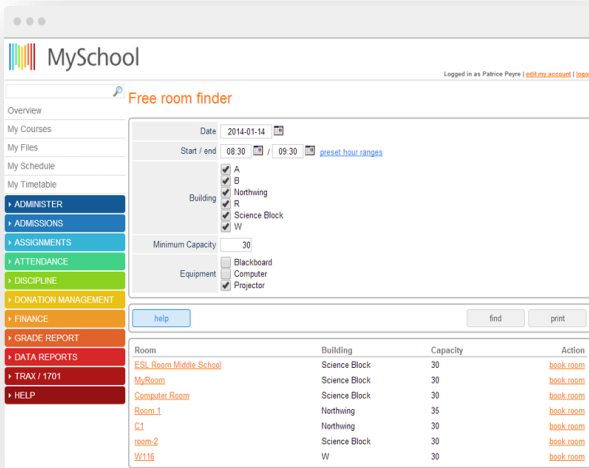 MySchool
Logged in as Patrice Peyre | edit my account |
Free room finder
Overview
My Courses
My Files
My Schedule
My Timetable
ADMINISTER
ADMISSIONS
ASSIGNMENTS
ATTENDANCE
DISCIPLINE
DONATION MANAGEMENT
FINANCE
GRADE REPORT
DATA REPORTS
TRAX / 1701
HELP
Date 2014-01-14
Start / end 08:30 / 09:30 preset hour ranges
Building
A
B
Northwing
R
Science Block
W
Minimum Capacity 30
Equipment
Blackboard
Computer
Projector
help find print
Room Building Capacity Action
ESL Room Middle School Science Block 30 book room
MyRoom Science Block 30 book room
Computer Room Science Block 30 book room
Room 1 Northwing 35 book room
C1 Northwing 30 book room
room-2 Science Block 30 book room
W116 W 30 book room